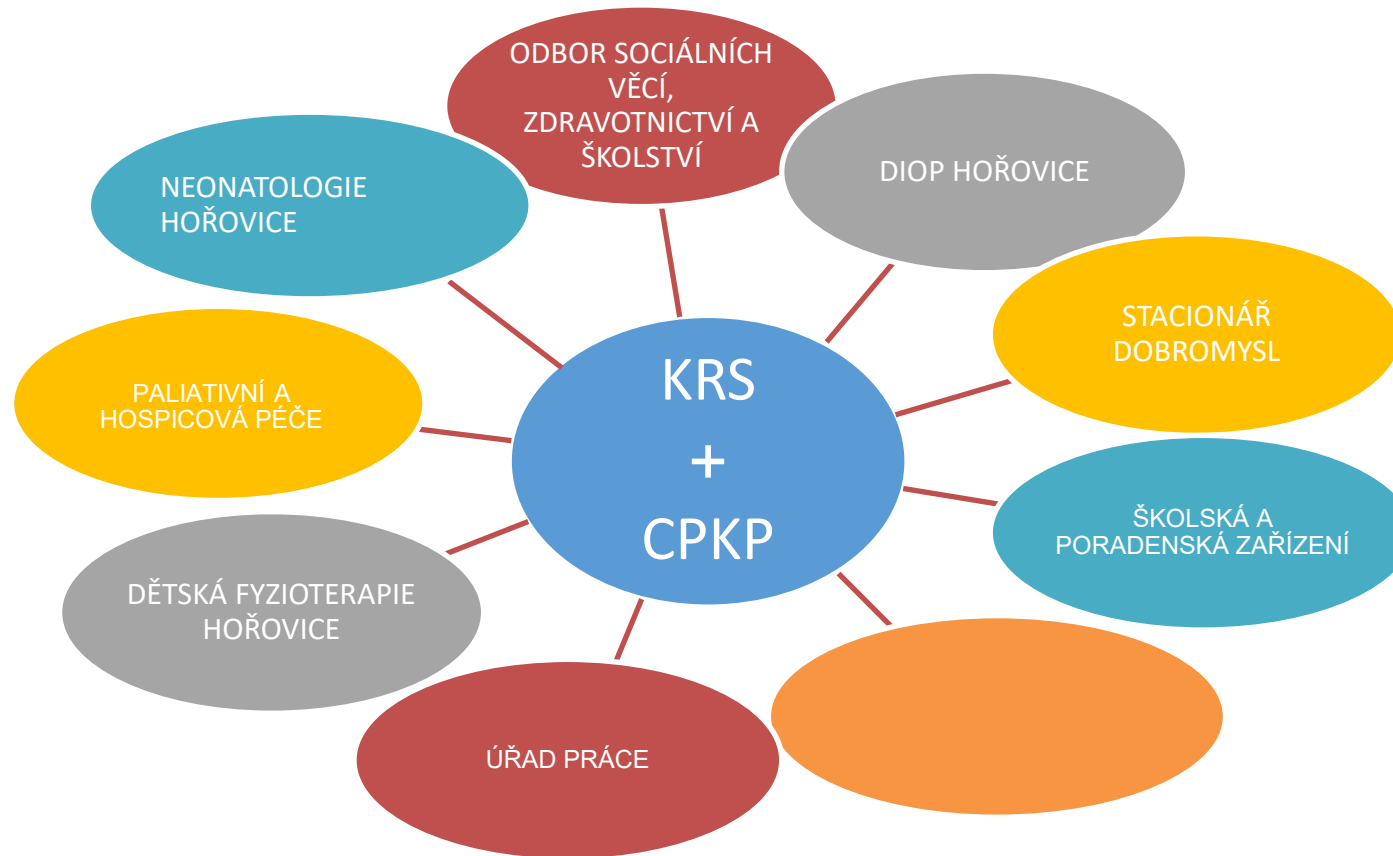 ODBOR SOCIÁLNÍCH
VĚCÍ,
ZDRAVOTNICTVÍ A
ŠKOLSTVÍ
DIOP HOŘOVICE
NEONATOLOGIE
HOŘOVICE
STACIONÁŘ
DOBROMYSL
KRS
+
CPKP
PALIATIVNÍ A
HOSPICOVÁ PÉČE
ŠKOLSKÁ A
PORADENSKÁ ZAŘÍZENÍ
DĚTSKÁ FYZIOTERAPIE
HOŘOVICE
ÚŘAD PRÁCE